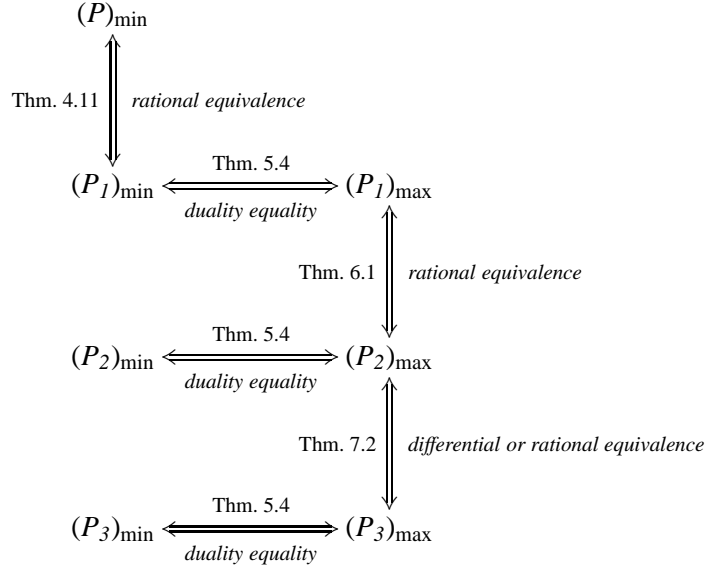 (P)min
Thm. 4.11 rational equivalence
Thm. 5.4
(P1)min (P1)max
duality equality
Thm. 6.1 rational equivalence
Thm. 5.4
(P2)min (P2)max
duality equality
Thm. 7.2 differential or rational equivalence
Thm. 5.4
(P3)min (P3)max
duality equality